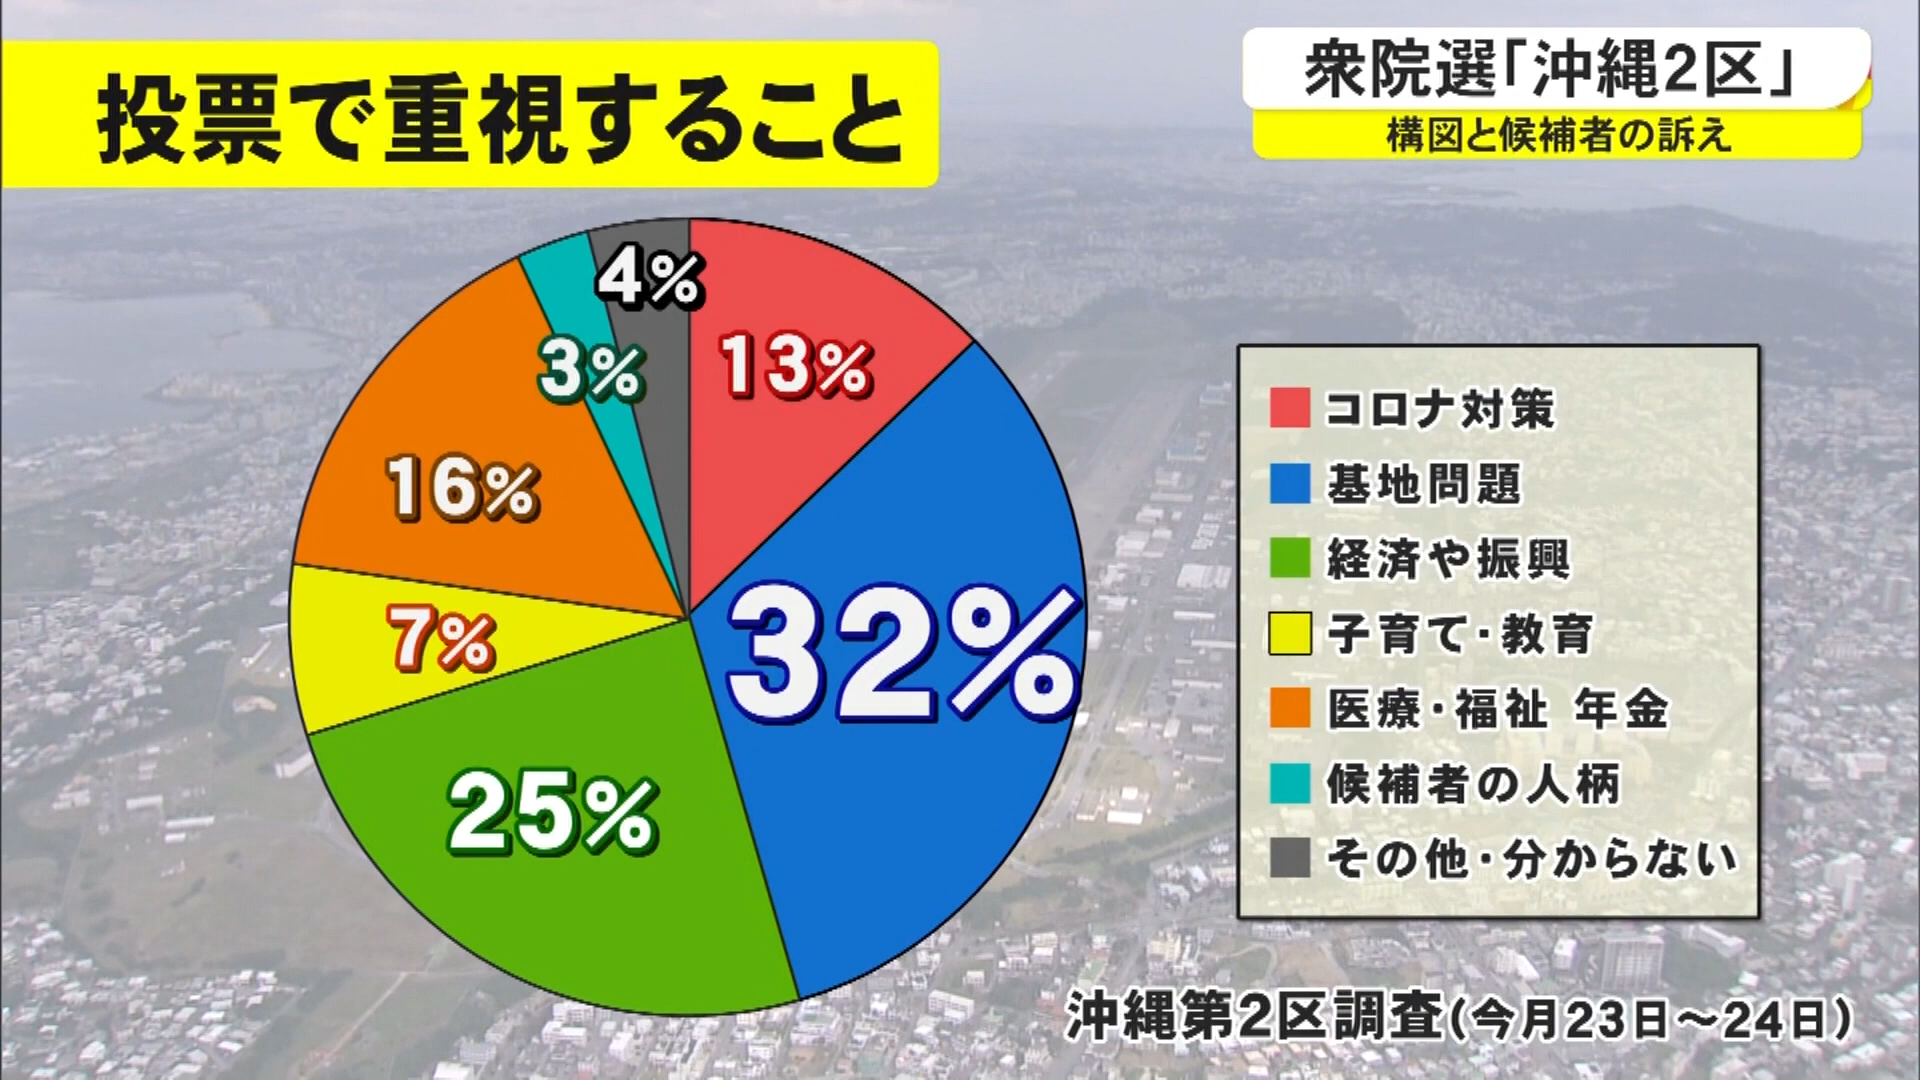 投票で重視すること
衆院選「沖縄2区」
構図と候補者の訴え
4%
3%
13%
16%
7%
32%
25%
コロナ対策
基地問題
経済や振興
子育て・教育
医療・福祉 年金
候補者の人柄
その他・分からない
沖縄第2区調査(今月23日～24日)